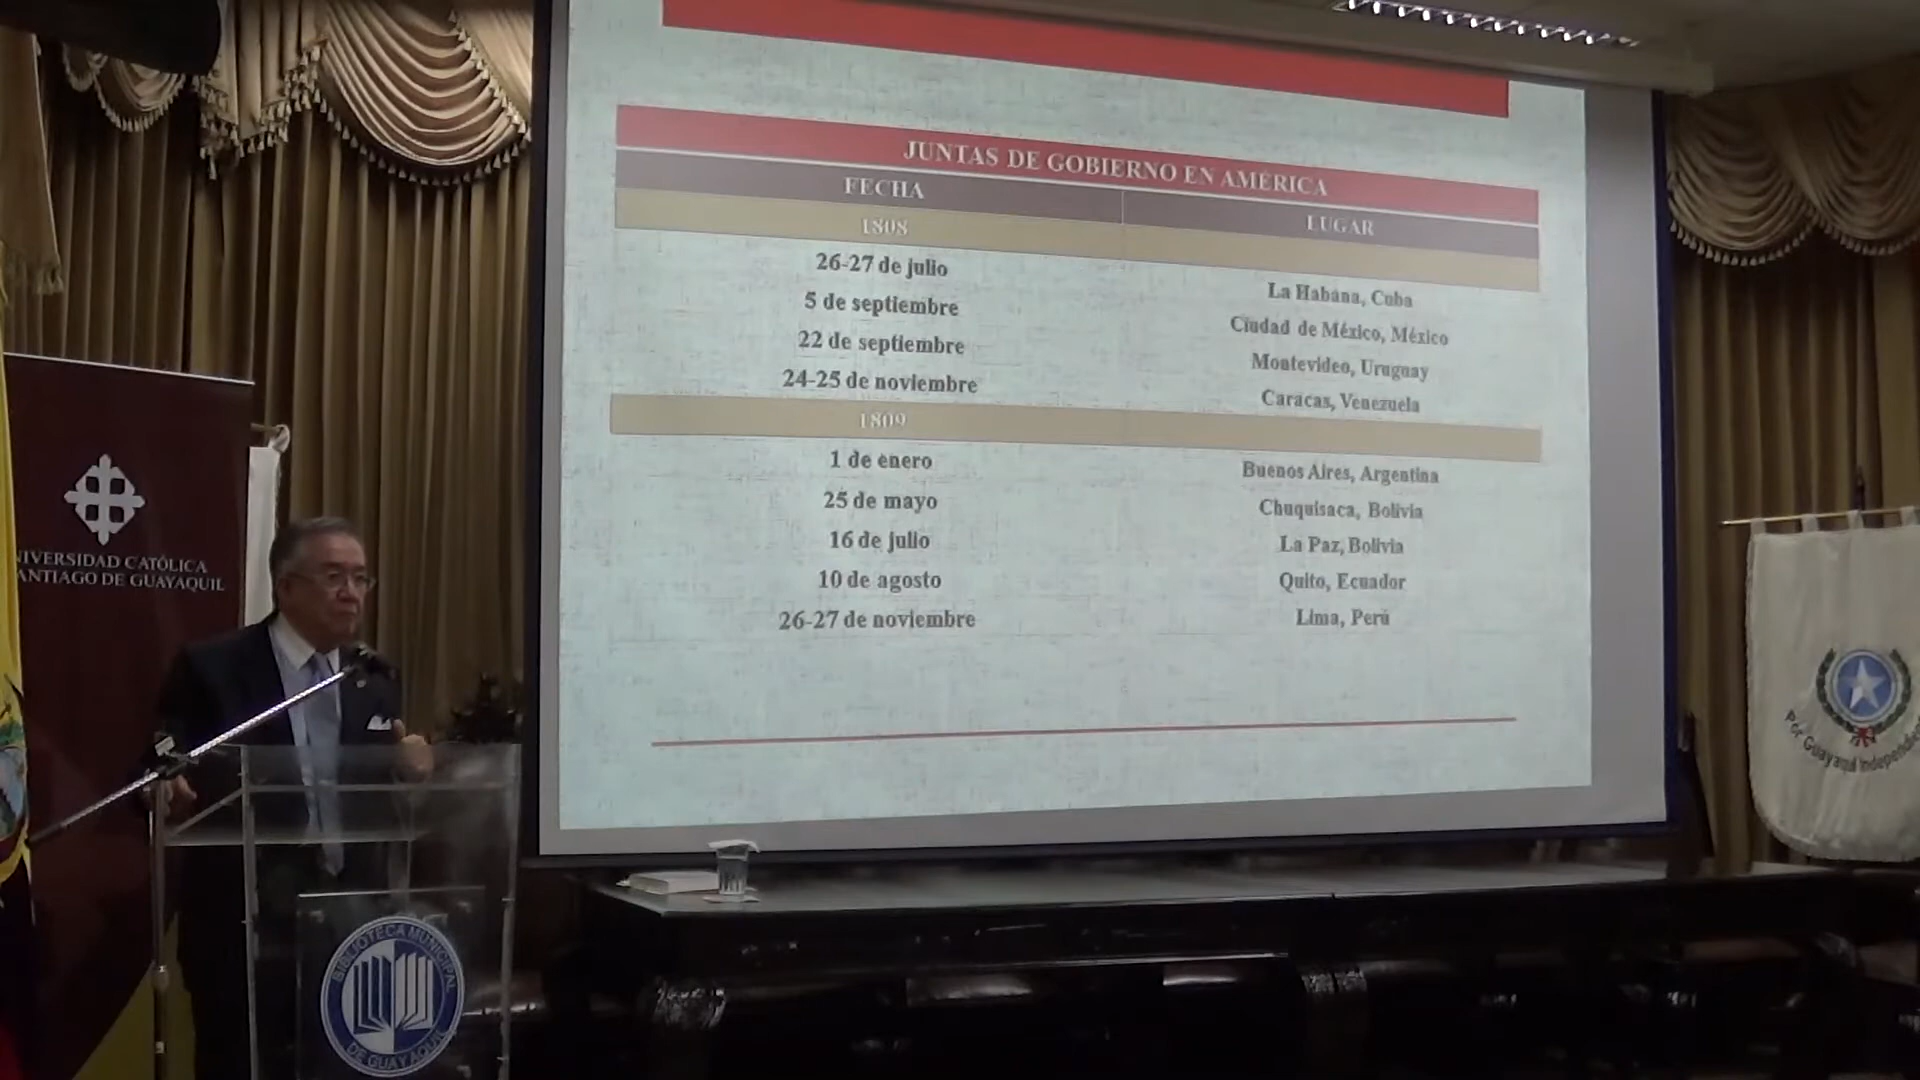 JUNTAS DE GOBIERNO EN AMÉRICA
FECHA LUGAR
1808
26-27 de julio La Habana, Cuba
5 de septiembre Ciudad de México, México
22 de septiembre Montevideo, Uruguay
24-25 de noviembre Caracas, Venezuela
1809
1 de enero Buenos Aires, Argentina
25 de mayo Chuquisaca, Bolivia
16 de julio La Paz, Bolivia
10 de agosto Quito, Ecuador
26-27 de noviembre Lima, Perú
NIVERSIDAD CATÓLICA
ANTIAGO DE GUAYAQUIL
Por Guayaquil Independiente
BIBLIOTECA MUNICIPAL
DE GUAYAQUIL